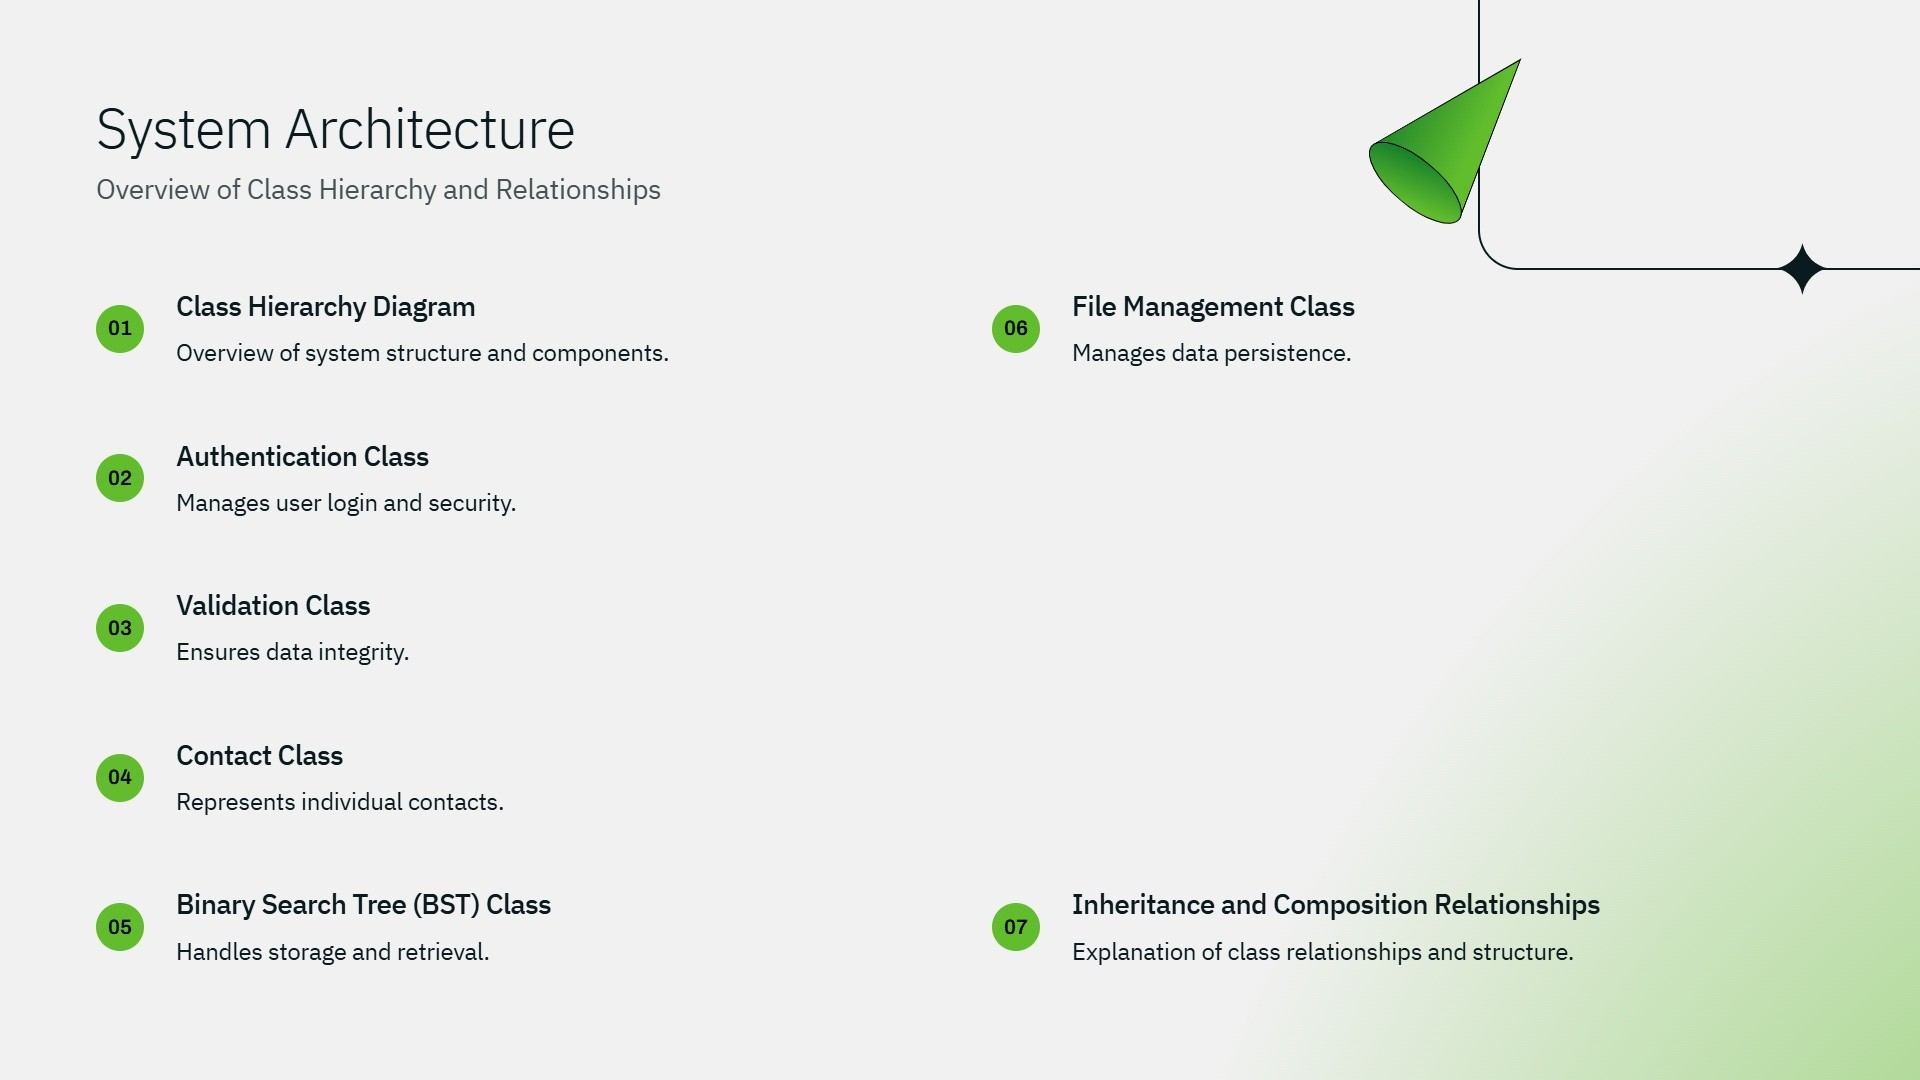 System Architecture
Overview of Class Hierarchy and Relationships
01
Class Hierarchy Diagram
Overview of system structure and components.
02
Authentication Class
Manages user login and security.
03
Validation Class
Ensures data integrity.
04
Contact Class
Represents individual contacts.
05
Binary Search Tree (BST) Class
Handles storage and retrieval.
06
File Management Class
Manages data persistence.
07
Inheritance and Composition Relationships
Explanation of class relationships and structure.